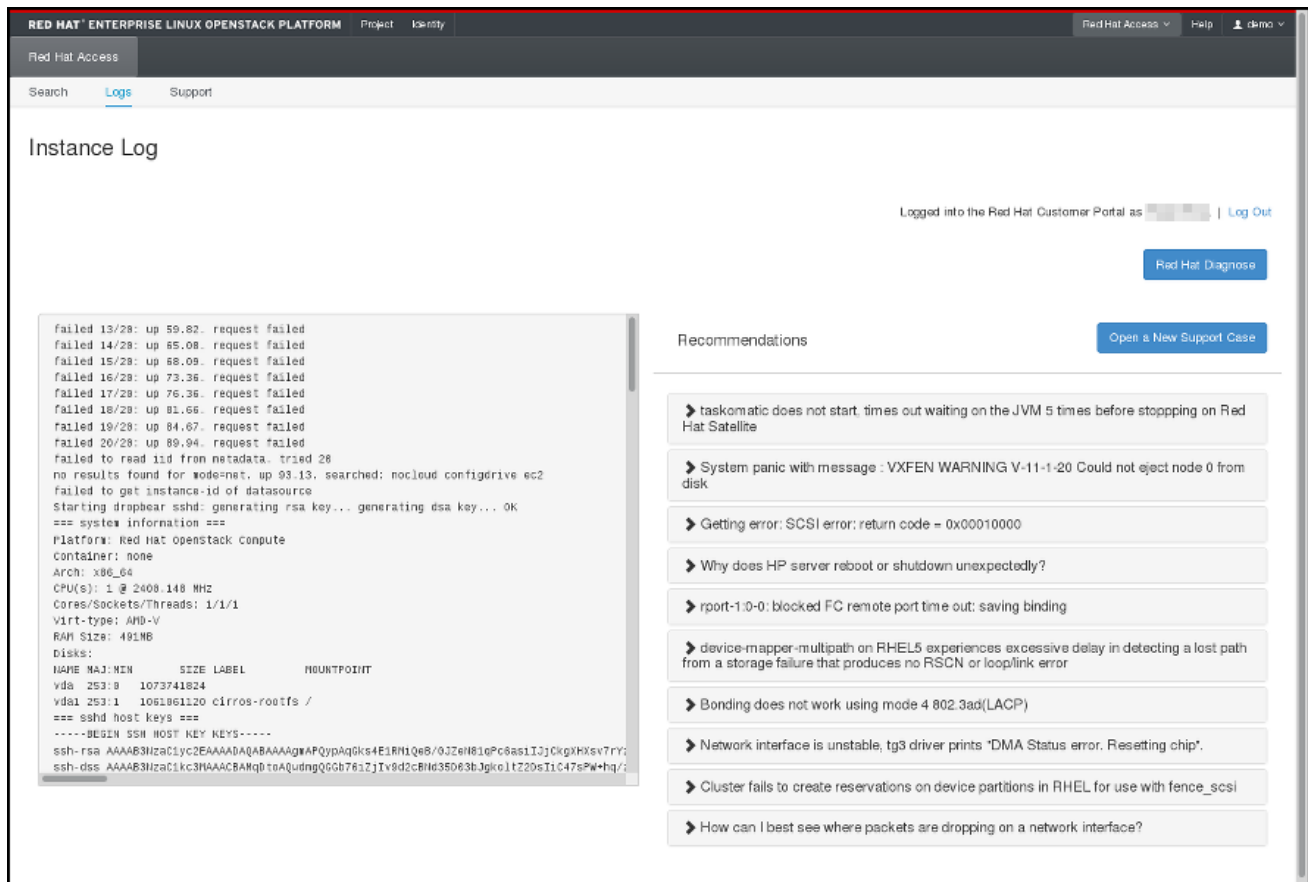 RED HAT® ENTERPRISE LINUX OPENSTACK PLATFORM Project Identity Red Hat Access Help demo
Red Hat Access
Search Logs Support
Instance Log
Logged into the Red Hat Customer Portal as | Log Out
Red Hat Diagnose
failed 13/20: up 59.82. request failed
failed 14/20: up 65.08. request failed
failed 15/20: up 68.09. request failed
failed 16/20: up 73.36. request failed
failed 17/20: up 76.36. request failed
failed 18/20: up 81.66. request failed
failed 19/20: up 84.67. request failed
failed 20/20: up 89.94. request failed
failed to read iid from metadata. tried 20
no results found for mode=net. up 93.13. searched: nocloud configdrive ec2
failed to get instance-id of datasource
Starting dropbear sshd: generating rsa key... generating dsa key... OK
=== system information ===
Platform: Red Hat OpenStack Compute
Container: none
Arch: x86_64
CPU(s): 1 @ 2408.148 MHz
Cores/Sockets/Threads: 1/1/1
Virt-type: AMD-V
RAM Size: 491MB
Disks:
NAME MAJ:MIN SIZE LABEL MOUNTPOINT
vda 253:0 1073741824
vda1 253:1 1061061120 cirros-rootfs /
=== sshd host keys ===
-----BEGIN SSH HOST KEY KEYS-----
ssh-rsa
ssh-dss
Recommendations
Open a New Support Case
taskomatic does not start, times out waiting on the JVM 5 times before stoppping on Red
Hat Satellite
System panic with message : VXFEN WARNING V-11-1-20 Could not eject node 0 from
disk
Getting error: SCSI error: return code = 0x00010000
Why does HP server reboot or shutdown unexpectedly?
rport-1:0-0: blocked FC remote port time out: saving binding
device-mapper-multipath on RHEL5 experiences excessive delay in detecting a lost path
from a storage failure that produces no RSCN or loop/link error
Bonding does not work using mode 4 802.3ad(LACP)
Network interface is unstable, tg3 driver prints "DMA Status error. Resetting chip".
Cluster fails to create reservations on device partitions in RHEL for use with fence_scsi
How can I best see where packets are dropping on a network interface?